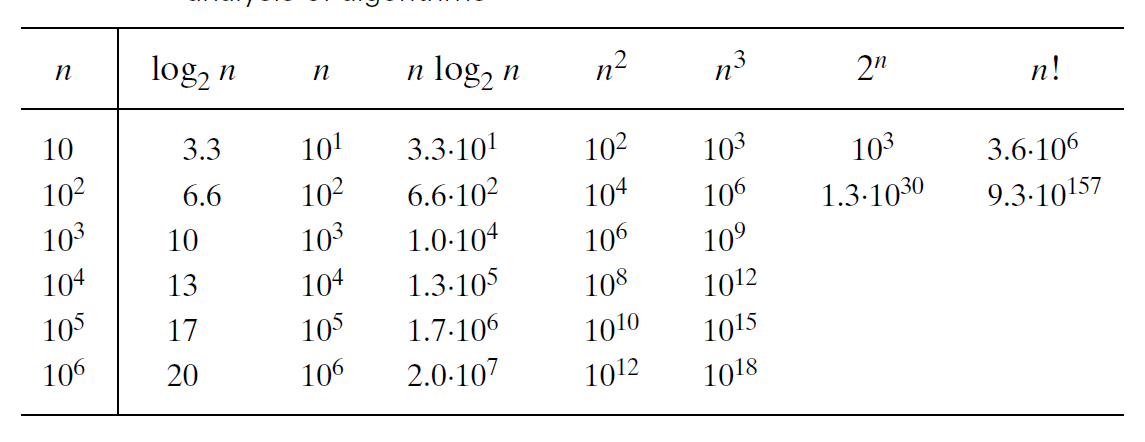 analysis of algorithms
n log₂ n n n log₂ n n² n³ 2ⁿ n!
10 3.3 10¹ 3.3·10¹ 10² 10³ 10³ 3.6·10⁶
10² 6.6 10² 6.6·10² 10⁴ 10⁶ 1.3·10³⁰ 9.3·10¹⁵⁷
10³ 10 10³ 1.0·10⁴ 10⁶ 10⁹
10⁴ 13 10⁴ 1.3·10⁵ 10⁸ 10¹²
10⁵ 17 10⁵ 1.7·10⁶ 10¹⁰ 10¹⁵
10⁶ 20 10⁶ 2.0·10⁷ 10¹² 10¹⁸